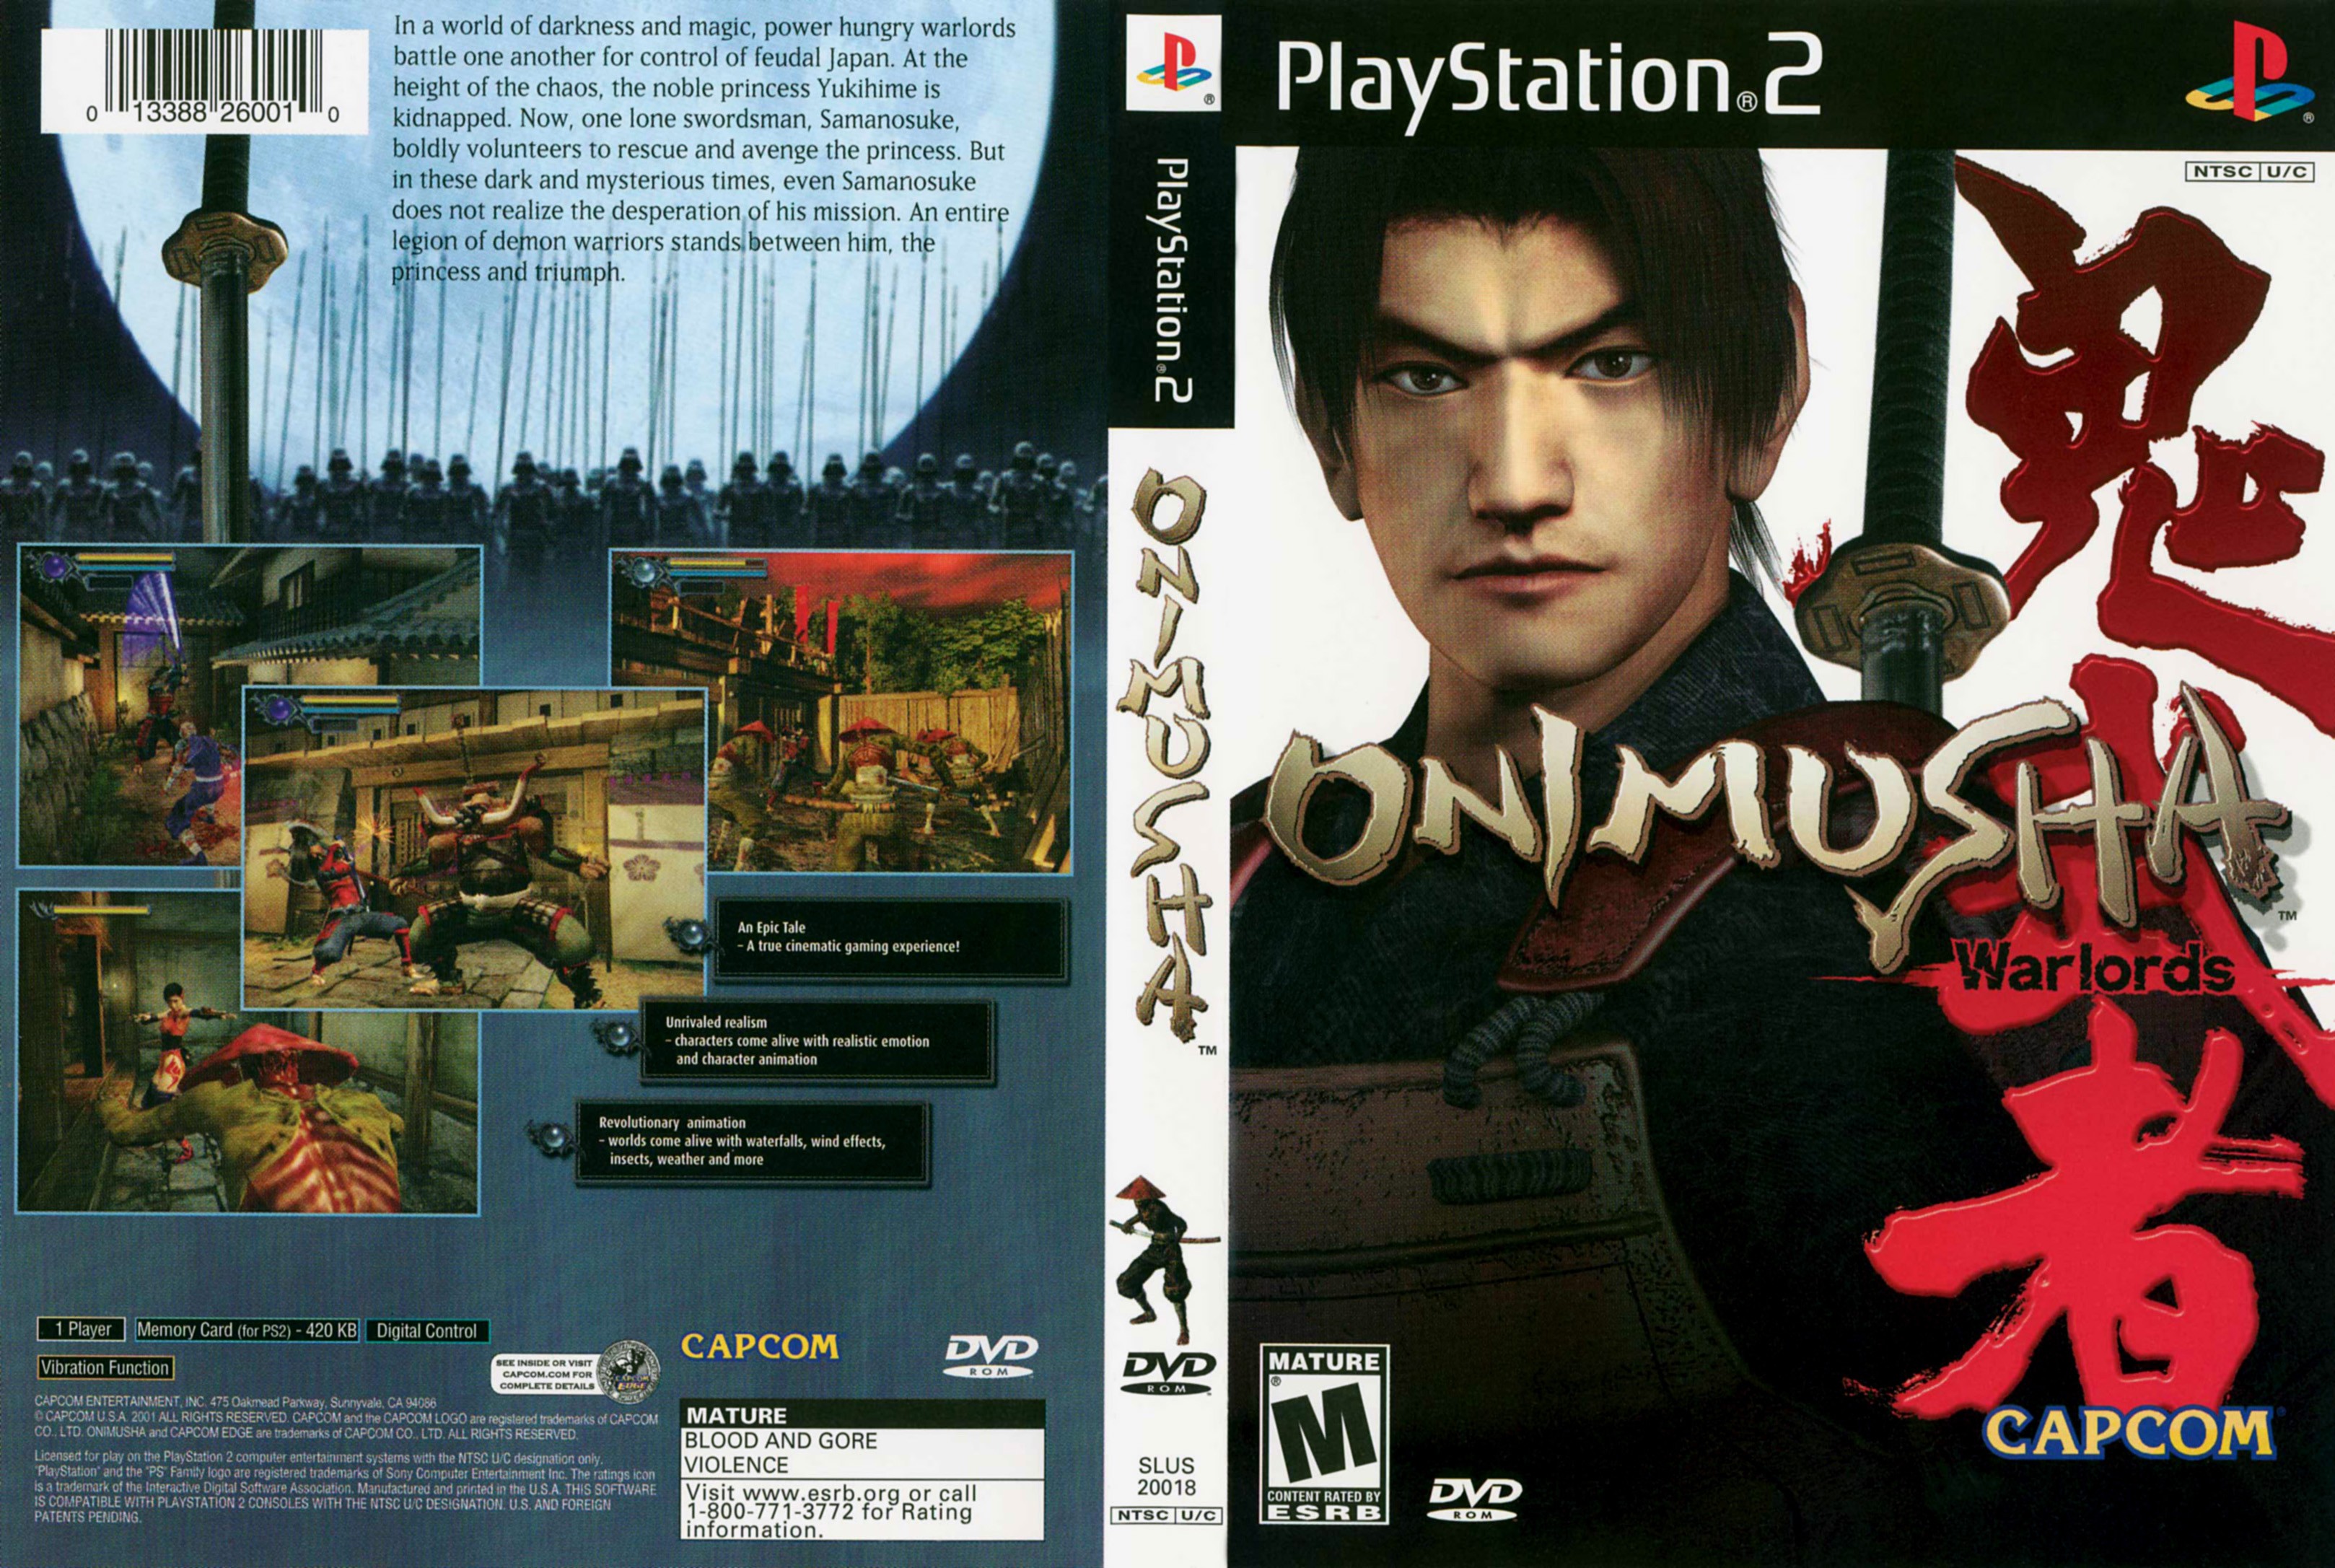 0 13388 26001 0
In a world of darkness and magic, power hungry warlords
battle one another for control of feudal Japan. At the
height of the chaos, the noble princess Yukihime is
kidnapped. Now, one lone swordsman, Samanosuke,
boldly volunteers to rescue and avenge the princess. But
in these dark and mysterious times, even Samanosuke
does not realize the desperation of his mission. An entire
legion of demon warriors stands between him, the
princess and triumph.
An Epic Tale
- A true cinematic gaming experience!
Unrivaled realism
- characters come alive with realistic emotion
and character animation
Revolutionary animation
- worlds come alive with waterfalls, wind effects,
insects, weather and more
1 Player
Memory Card (for PS2) - 420 KB
Digital Control
Vibration Function
SEE INSIDE OR VISIT
CAPCOM.COM FOR
COMPLETE DETAILS
CAPCOM
DVD
ROM
CAPCOM ENTERTAINMENT, INC. 475 Oakmead Parkway, Sunnyvale, CA 94086
© CAPCOM U.S.A. 2001 ALL RIGHTS RESERVED. CAPCOM and the CAPCOM LOGO are registered trademarks of CAPCOM
CO., LTD. ONIMUSHA and CAPCOM EDGE are trademarks of CAPCOM CO., LTD. ALL RIGHTS RESERVED.
Licensed for play on the PlayStation 2 computer entertainment systems with the NTSC U/C designation only.
"PlayStation" and the "PS" Family logo are registered trademarks of Sony Computer Entertainment Inc. The ratings icon
is a trademark of the Interactive Digital Software Association. Manufactured and printed in the U.S.A. THIS SOFTWARE
IS COMPATIBLE WITH PLAYSTATION 2 CONSOLES WITH THE NTSC U/C DESIGNATION. U.S. AND FOREIGN
PATENTS PENDING.
MATURE
BLOOD AND GORE
VIOLENCE
Visit www.esrb.org or call
1-800-771-3772 for Rating
information.
®
PlayStation®2
ONIMUSHA
TM
DVD
ROM
SLUS
20018
NTSC U/C
PlayStation®2
®
NTSC U/C
鬼武者
ONIMUSHA
TM
Warlords
MATURE
®
M
CONTENT RATED BY
ESRB
DVD
ROM
CAPCOM